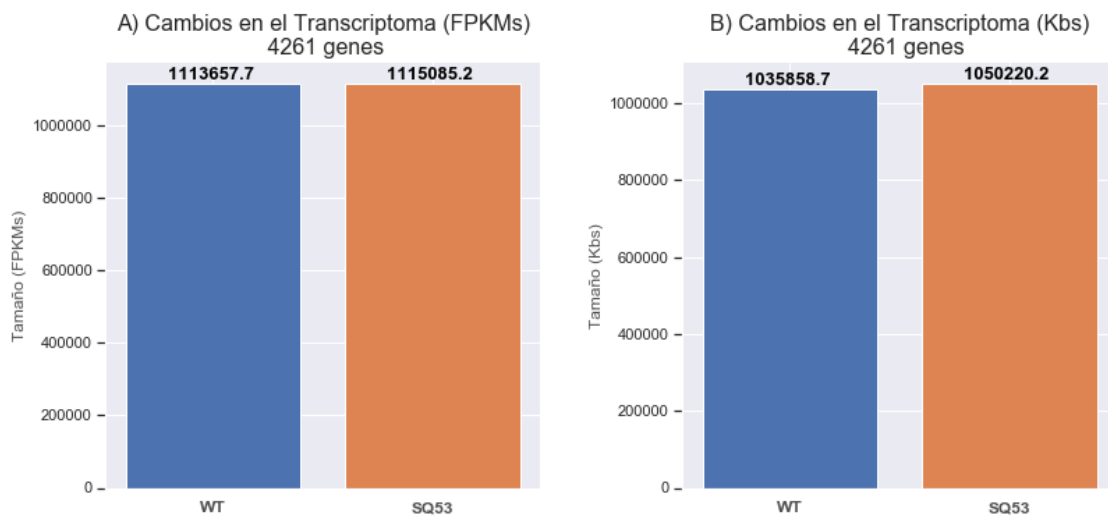 A) Cambios en el Transcriptoma (FPKMs)
4261 genes
1113657.7
1115085.2
1000000
800000
600000
400000
200000
0
Tamaño (FPKMs)
WT
SQ53
B) Cambios en el Transcriptoma (Kbs)
4261 genes
1035858.7
1050220.2
1000000
800000
600000
400000
200000
0
Tamaño (Kbs)
WT
SQ53